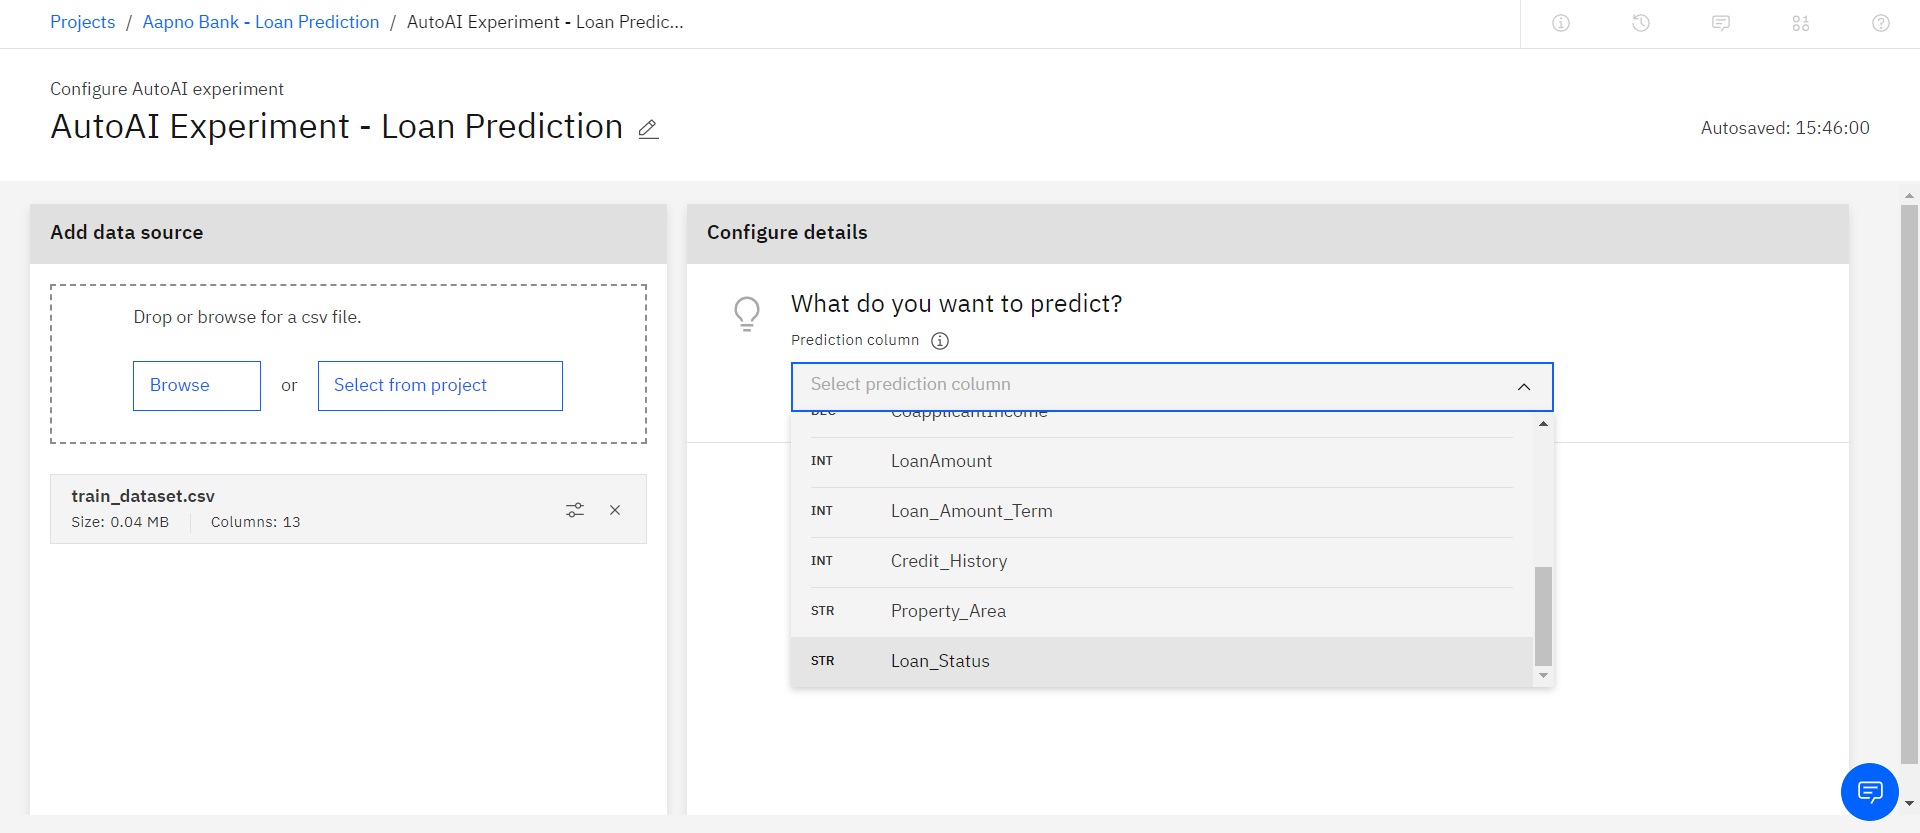 Projects / Aapno Bank - Loan Prediction / AutoAI Experiment - Loan Predic...
Configure AutoAI experiment
AutoAI Experiment - Loan Prediction
Autosaved: 15:46:00
Add data source
Drop or browse for a csv file.
Browse or Select from project
train_dataset.csv
Size: 0.04 MB Columns: 13
Configure details
What do you want to predict?
Prediction column
Select prediction column
DEC CoapplicantIncome
INT LoanAmount
INT Loan_Amount_Term
INT Credit_History
STR Property_Area
STR Loan_Status